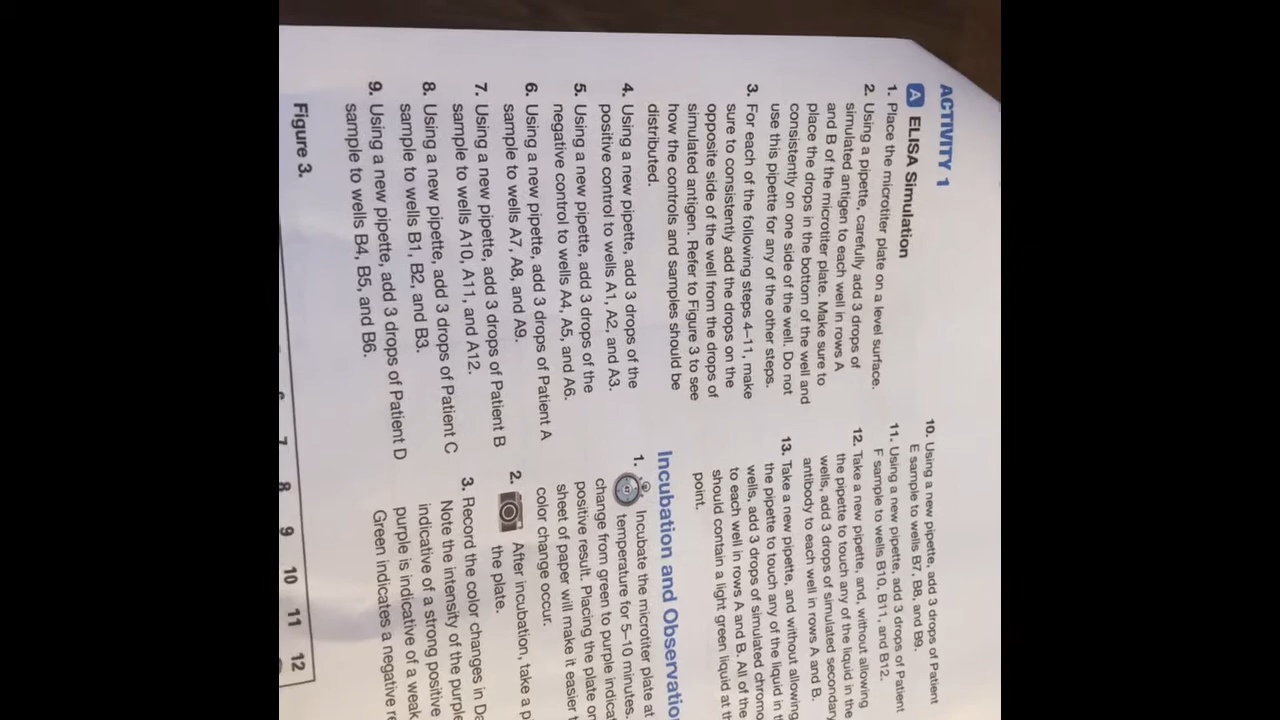 ACTIVITY 1
A ELISA Simulation
1. Place the microtiter plate on a level surface.
2. Using a pipette, carefully add 3 drops of
simulated antigen to each well in rows A
and B of the microtiter plate. Make sure to
place the drops in the bottom of the well and
consistently on one side of the well. Do not
use this pipette for any of the other steps.
3. For each of the following steps 4–11, make
sure to consistently add the drops on the
opposite side of the well from the drops of
simulated antigen. Refer to Figure 3 to see
how the controls and samples should be
distributed.
4. Using a new pipette, add 3 drops of the
positive control to wells A1, A2, and A3.
5. Using a new pipette, add 3 drops of the
negative control to wells A4, A5, and A6.
6. Using a new pipette, add 3 drops of Patient A
sample to wells A7, A8, and A9.
7. Using a new pipette, add 3 drops of Patient B
sample to wells A10, A11, and A12.
8. Using a new pipette, add 3 drops of Patient C
sample to wells B1, B2, and B3.
9. Using a new pipette, add 3 drops of Patient D
sample to wells B4, B5, and B6.
10. Using a new pipette, add 3 drops of Patient
E sample to wells B7, B8, and B9.
11. Using a new pipette, add 3 drops of Patient
F sample to wells B10, B11, and B12.
12. Take a new pipette, and, without allowing
the pipette to touch any of the liquid in the
wells, add 3 drops of simulated secondary
antibody to each well in rows A and B.
13. Take a new pipette, and without allowing
the pipette to touch any of the liquid in
wells, add 3 drops of simulated chromo
to each well in rows A and B. All of the
should contain a light green liquid at
point.
Incubation and Observatio
1. Incubate the microtiter plate at
temperature for 5–10 minutes.
change from green to purple indica
positive result. Placing the plate on
sheet of paper will make it easier
color change occur.
2. After incubation, take a
the plate.
3. Record the color changes in Da
Note the intensity of the purple
indicative of a strong positive
purple is indicative of a weak
Green indicates a negative re
Figure 3.
7 8 9 10 11 12